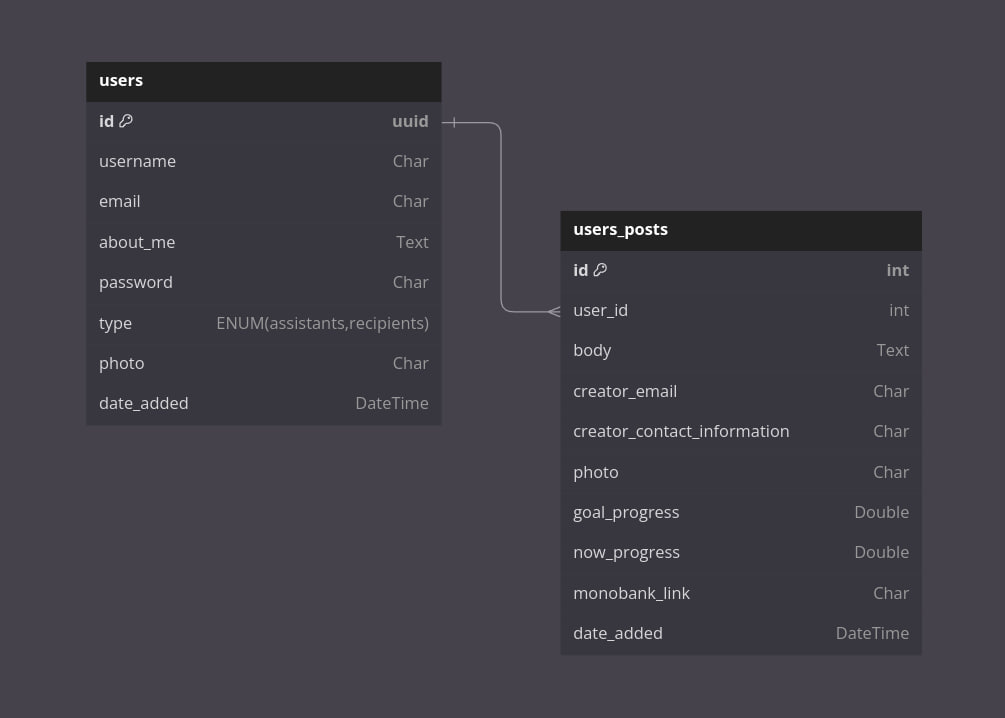 users
id uuid
username Char
email Char
about_me Text
password Char
type ENUM(assistants,recipients)
photo Char
date_added DateTime
users_posts
id int
user_id int
body Text
creator_email Char
creator_contact_information Char
photo Char
goal_progress Double
now_progress Double
monobank_link Char
date_added DateTime